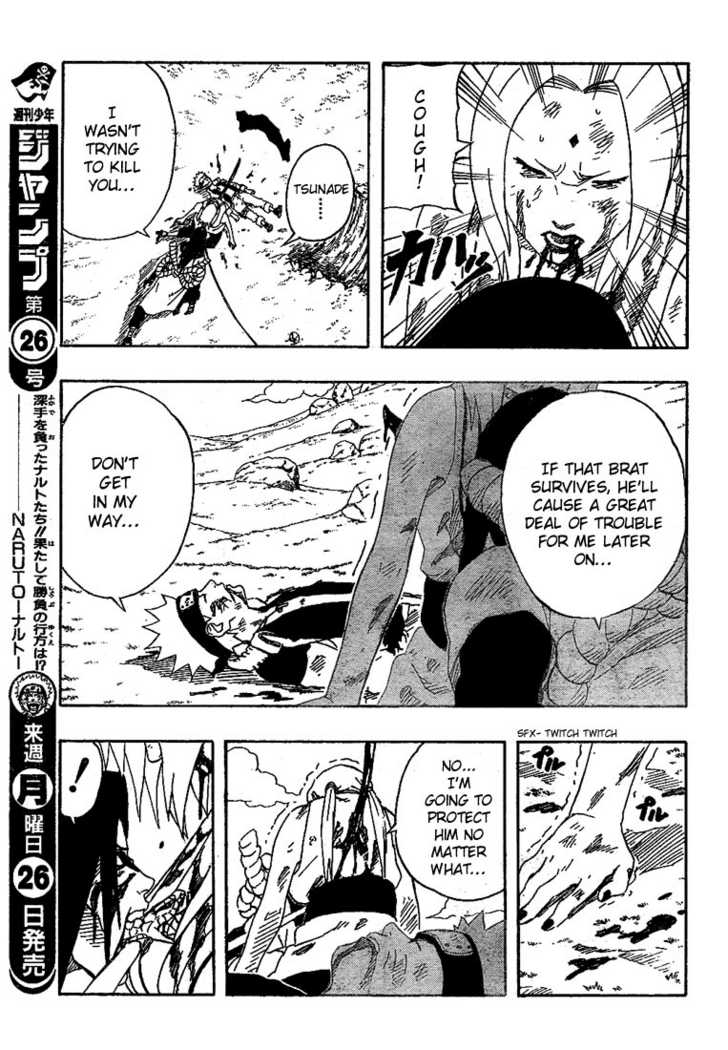 COUGH!
カハッ
TSUNADE
......
I
WASN'T
TRYING
TO KILL
YOU...
IF THAT BRAT
SURVIVES, HE'LL
CAUSE A GREAT
DEAL OF TROUBLE
FOR ME LATER
ON...
DON'T
GET
IN MY
WAY...
SFX- TWITCH TWITCH
プル
プル
NO...
I'M
GOING TO
PROTECT
HIM NO
MATTER
WHAT...
!
週刊少年
ジャンプ
第
26
号
深手を負ったナルトたち!!果たして勝負の行方は!?
NARUTO—ナルト—
来週
月
曜日
26
日発売